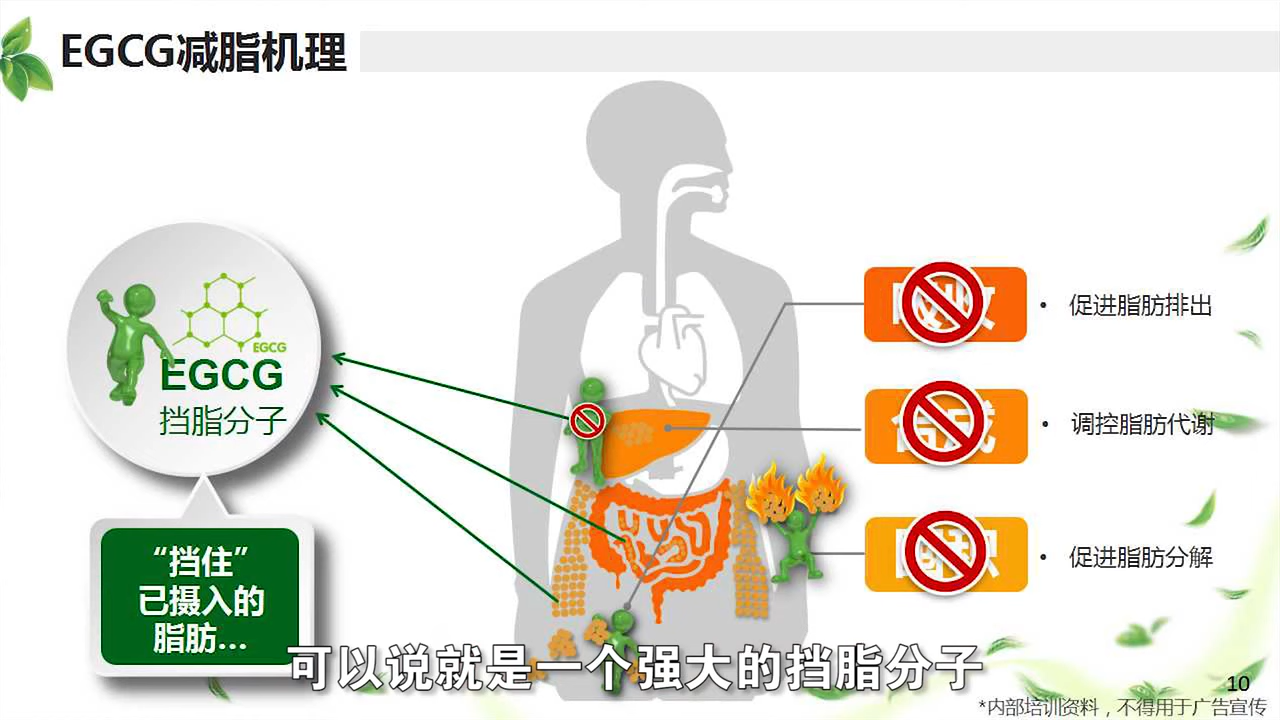 EGCG减脂机理
EGCG
EGCG
挡脂分子
“挡住”
已摄入的
脂肪...
• 促进脂肪排出
• 调控脂肪代谢
• 促进脂肪分解
可以说就是一个强大的挡脂分子
10
*内部培训资料，不得用于广告宣传